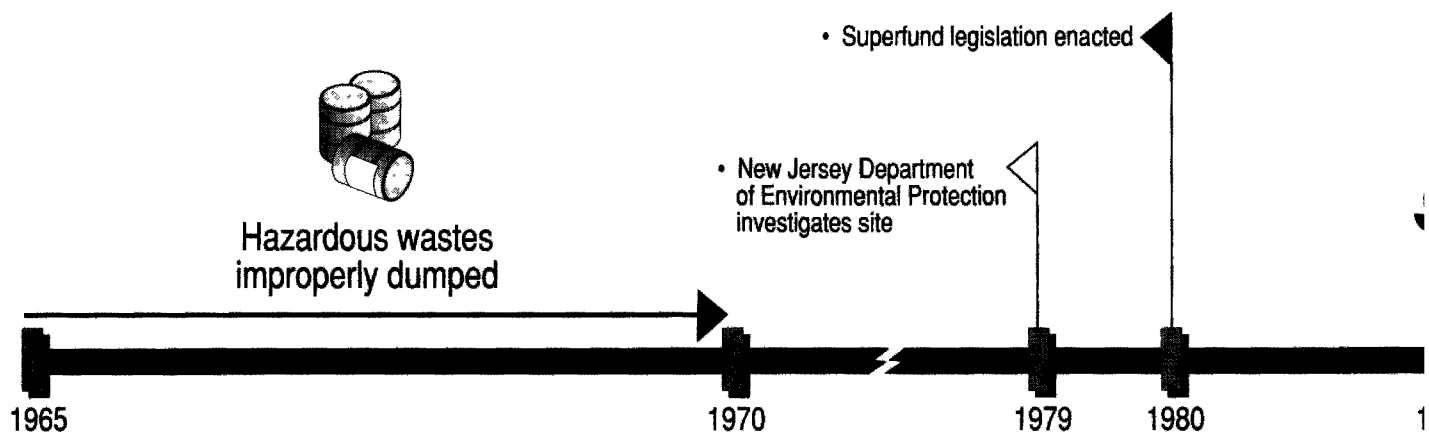 • Superfund legislation enacted
• New Jersey Department
of Environmental Protection
investigates site
Hazardous wastes
improperly dumped
1965
1970
1979
1980